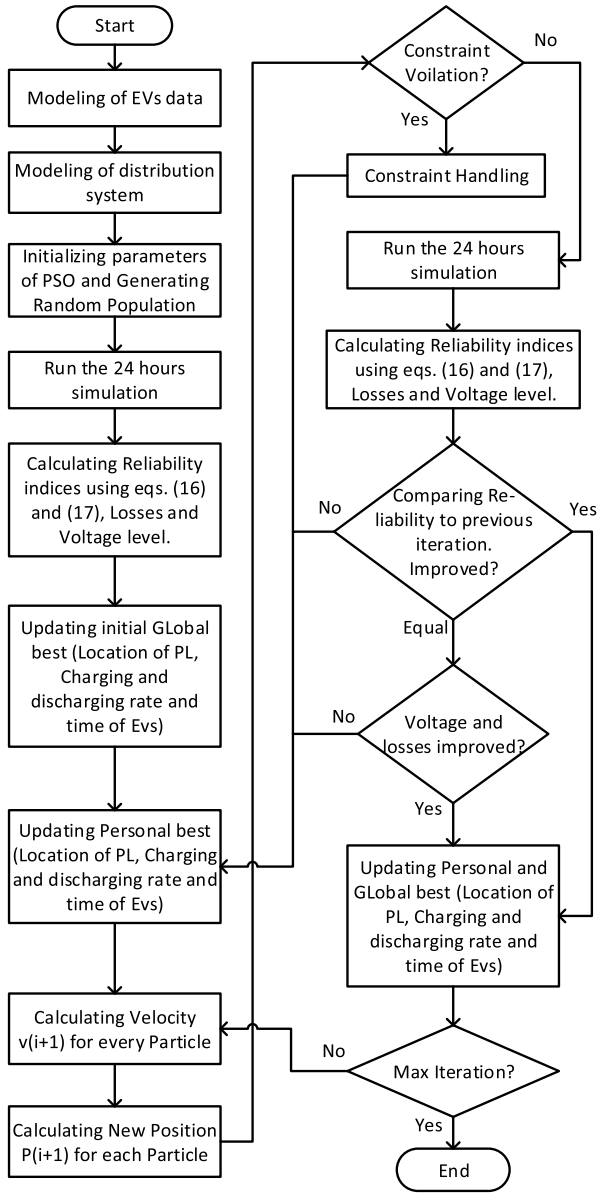 Start
Modeling of EVs data
Modeling of distribution
system
Initializing parameters
of PSO and Generating
Random Population
Run the 24 hours
simulation
Calculating Reliability
indices using eqs. (16)
and (17), Losses and
Voltage level.
Updating initial GLobal
best (Location of PL,
Charging and
discharging rate and
time of Evs)
Updating Personal best
(Location of PL, Charging
and discharging rate and
time of Evs)
Calculating Velocity
v(i+1) for every Particle
Calculating New Position
P(i+1) for each Particle
Constraint
Voilation?
No
Yes
Constraint Handling
Run the 24 hours
simulation
Calculating Reliability indices
using eqs. (16) and (17),
Losses and Voltage level.
Comparing Re-
liability to previous
iteration.
Improved?
No
Yes
Equal
Voltage and
losses improved?
No
Yes
Updating Personal and
GLobal best (Location of
PL, Charging and
discharging rate and
time of Evs)
Max Iteration?
No
Yes
End